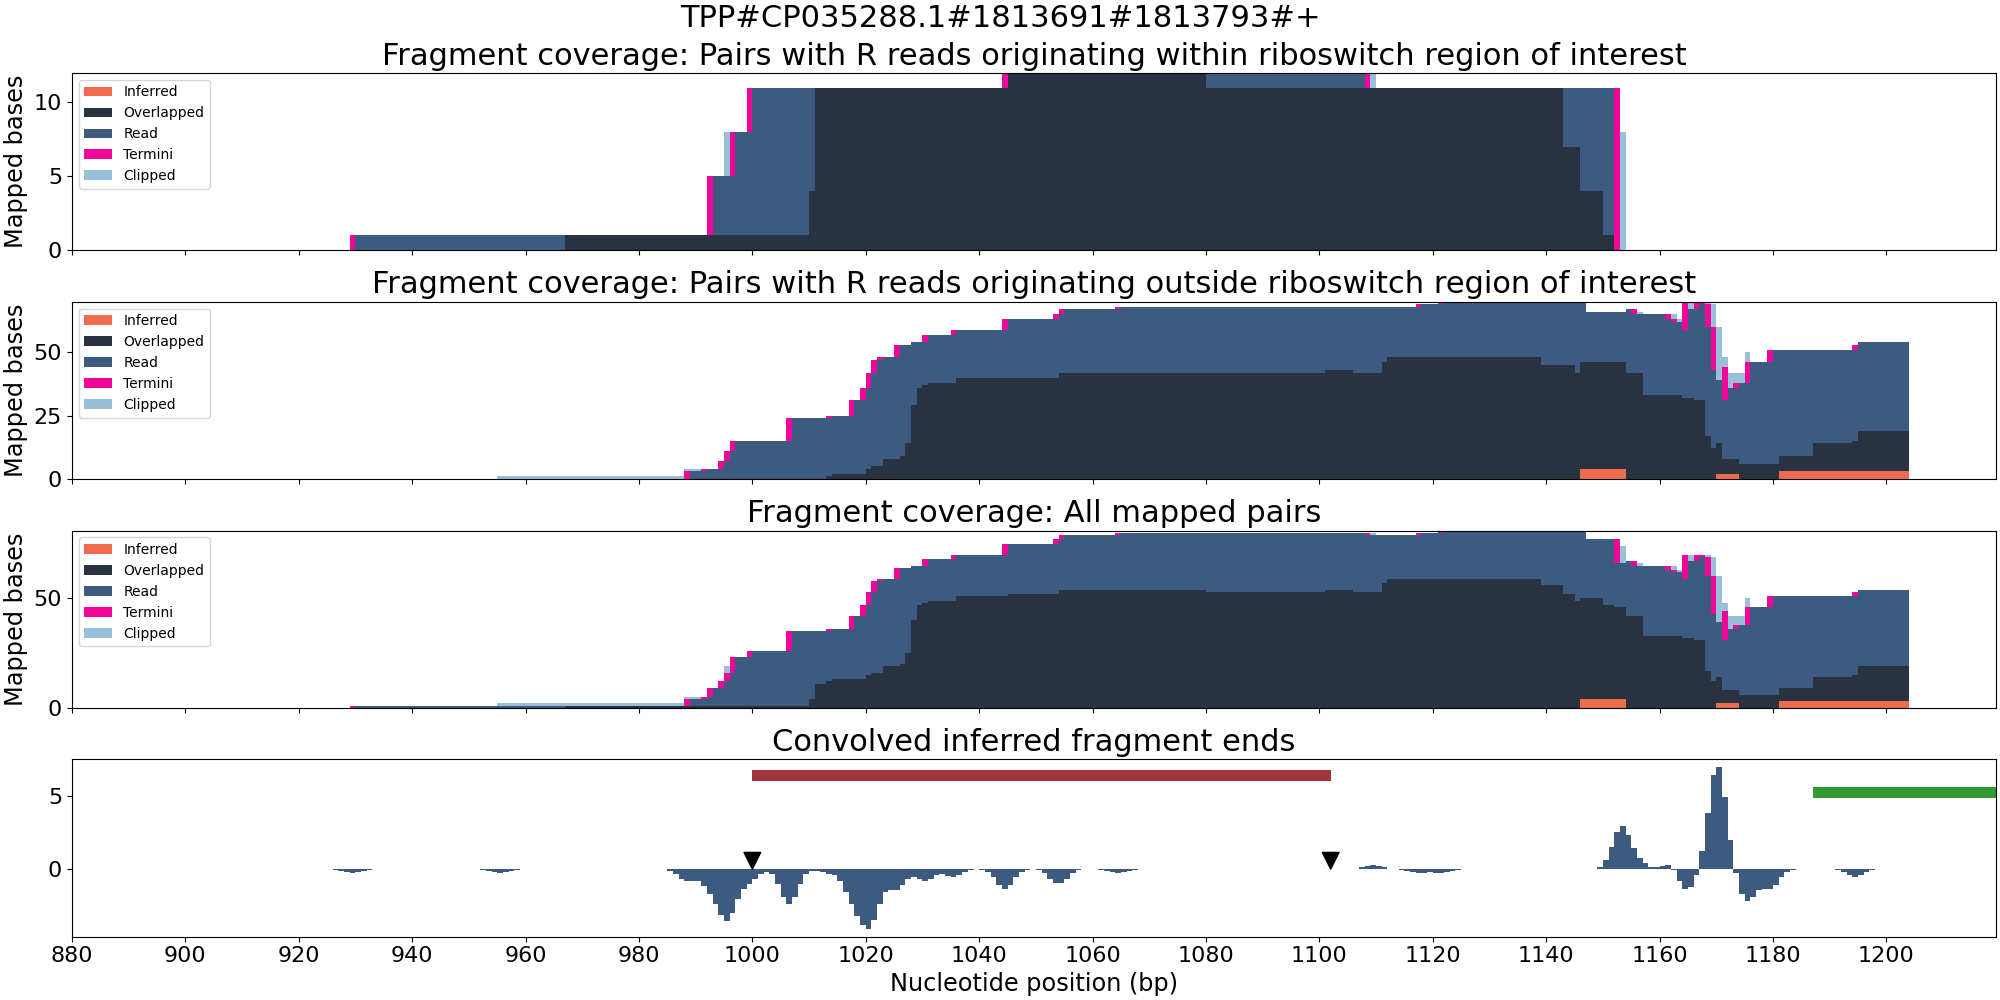 TPP#CP035288.1#1813691#1813793#+
Fragment coverage: Pairs with R reads originating within riboswitch region of interest
Mapped bases
10
5
0
Inferred
Overlapped
Read
Termini
Clipped
Fragment coverage: Pairs with R reads originating outside riboswitch region of interest
Mapped bases
50
25
0
Inferred
Overlapped
Read
Termini
Clipped
Fragment coverage: All mapped pairs
Mapped bases
50
0
Inferred
Overlapped
Read
Termini
Clipped
Convolved inferred fragment ends
5
0
880 900 920 940 960 980 1000 1020 1040 1060 1080 1100 1120 1140 1160 1180 1200
Nucleotide position (bp)